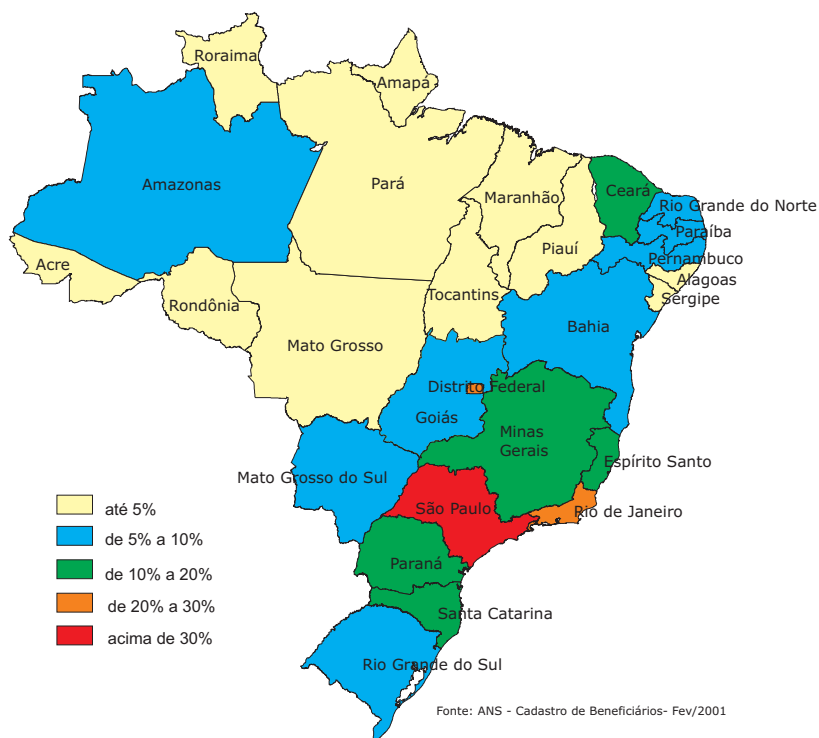 Roraima
Amapá
Amazonas
Pará
Maranhão
Ceará
Rio Grande do Norte
Paraíba
Piauí
Pernambuco
Acre
Alagoas
Rondônia
Tocantins
Sérgipe
Bahia
Mato Grosso
Distrito Federal
Goiás
Minas
Gerais
Espírito Santo
Mato Grosso do Sul
São Paulo
Rio de Janeiro
Paraná
Santa Catarina
Rio Grande do Sul
até 5%
de 5% a 10%
de 10% a 20%
de 20% a 30%
acima de 30%
Fonte: ANS - Cadastro de Beneficiários- Fev/2001